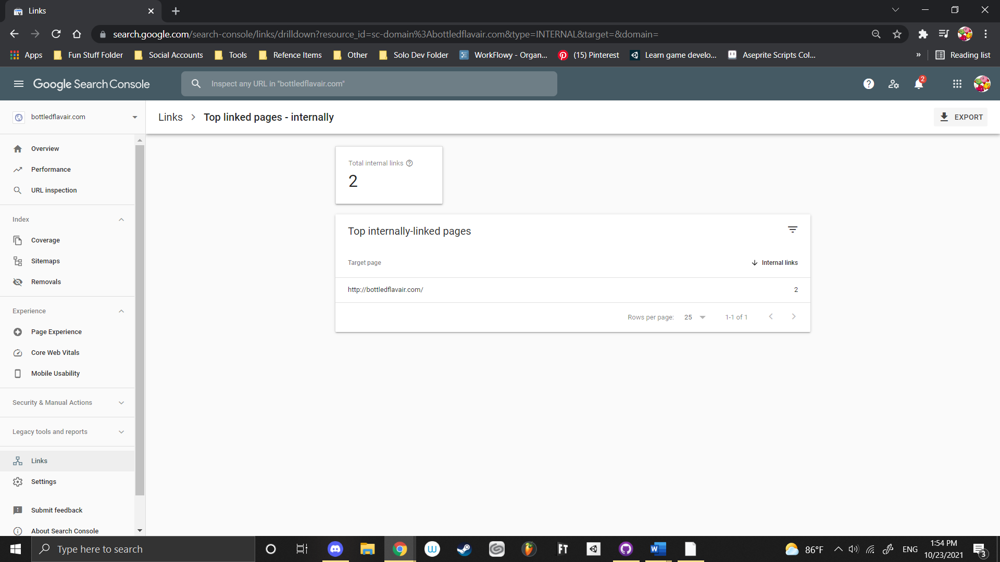 Links
search.google.com/search-console/links/drilldown?resource_id=sc-domain%3Abottledflavair.com&type=INTERNAL&target=&domain=
Apps Fun Stuff Folder Social Accounts Tools Refence Items Other Solo Dev Folder WorkFlowy - Organ... (15) Pinterest Learn game develo... Aseprite Scripts Col... » Reading list
Google Search Console Inspect any URL in "bottledflavair.com" 2
bottledflavair.com
Links > Top linked pages - internally
EXPORT
Overview
Performance
URL inspection
Index
Coverage
Sitemaps
Removals
Experience
Page Experience
Core Web Vitals
Mobile Usability
Security & Manual Actions
Legacy tools and reports
Links
Settings
Submit feedback
About Search Console
Total internal links
2
Top internally-linked pages
Target page Internal links
http://bottledflavair.com/ 2
Rows per page: 25 1-1 of 1
Type here to search
FT
86°F
ENG
1:54 PM
10/23/2021
3